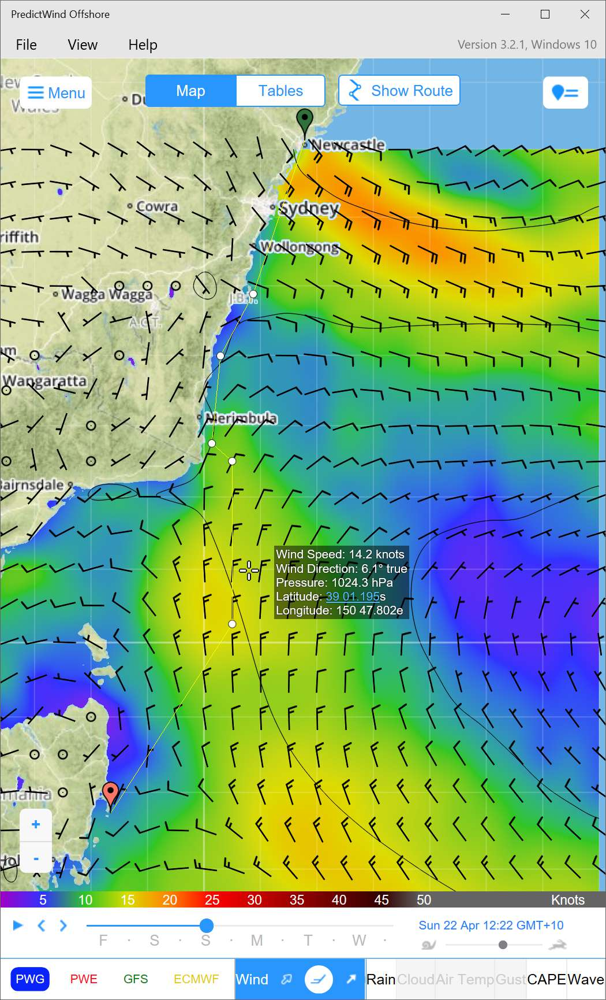 PredictWind Offshore
File View Help Version 3.2.1, Windows 10
Menu Map Tables Show Route
Wales
Newcastle
Cowra
Sydney
riffith
Wollongong
Wagga Wagga
J.B.T.
A.C.T.
Wangaratta
Merimbula
Bairnsdale
Wind Speed: 14.2 knots
Wind Direction: 6.1° true
Pressure: 1024.3 hPa
Latitude: 39 01.195s
Longitude: 150 47.802e
mania
+
-
5 10 15 20 25 30 35 40 45 50 Knots
Sun 22 Apr 12:22 GMT+10
F · S · S · M · T · W ·
PWG PWE GFS ECMWF Wind Rain Cloud Air Temp Gust CAPE Wave